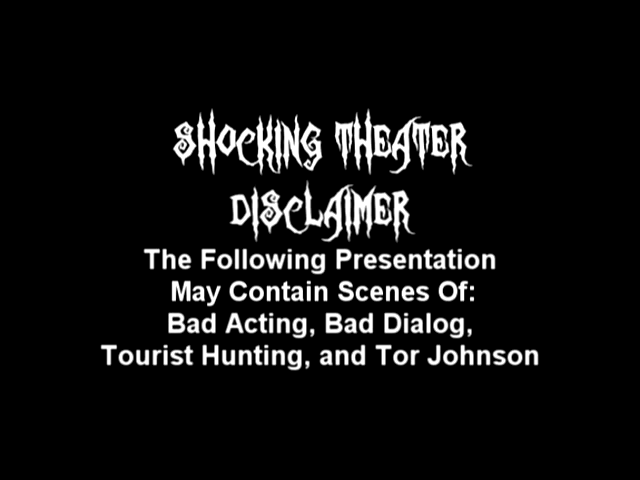 SHOCKING THEATER
DISCLAIMER
The Following Presentation
May Contain Scenes Of:
Bad Acting, Bad Dialog,
Tourist Hunting, and Tor Johnson